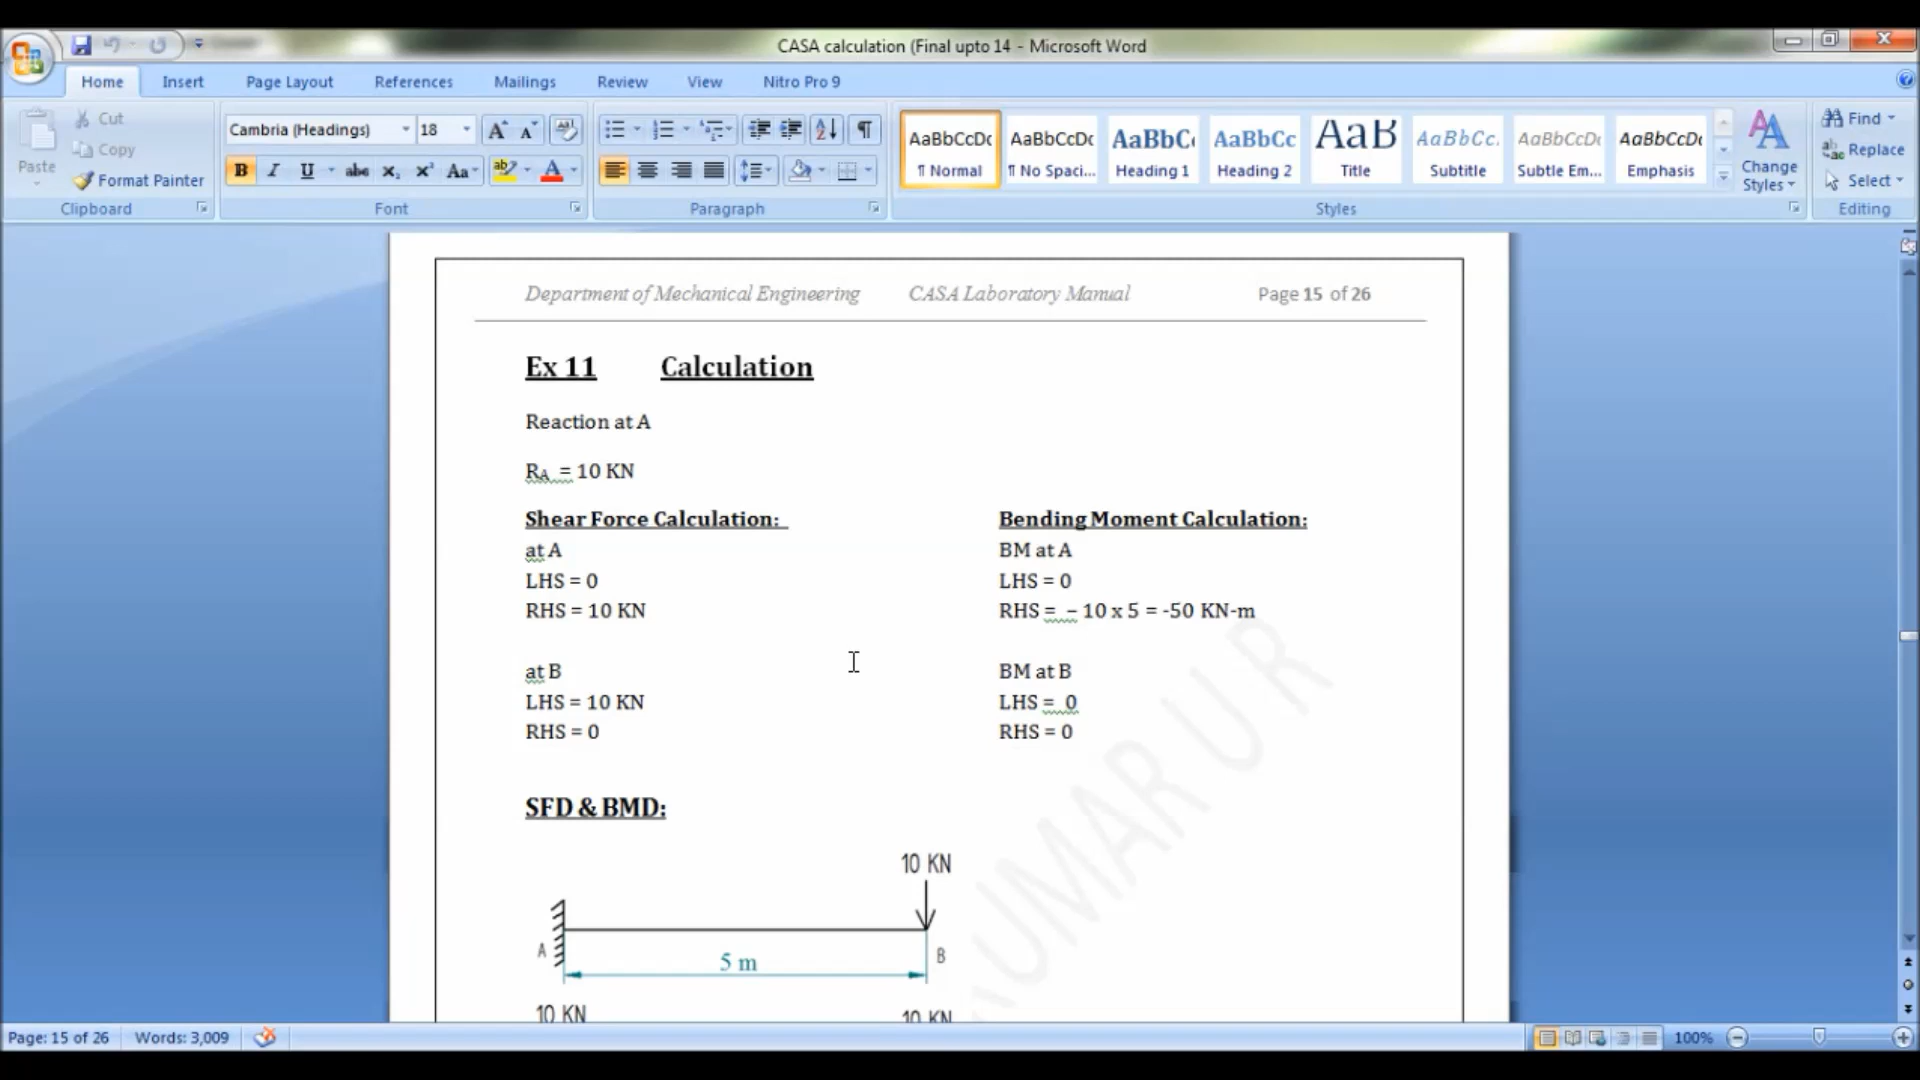 CASA calculation (Final upto 14 - Microsoft Word
Home Insert Page Layout References Mailings Review View Nitro Pro 9
Paste Cut Copy Format Painter Clipboard
Cambria (Headings) 18 Font
Paragraph
AaBbCcDc AaBbCcDc AaBbC AaBbCc AaB AaBbCc. AaBbCcDc AaBbCcDc
¶ Normal ¶ No Spaci... Heading 1 Heading 2 Title Subtitle Subtle Em... Emphasis
Change Styles Styles
Find Replace Select Editing
Department of Mechanical Engineering CASA Laboratory Manual Page 15 of 26
Ex 11 Calculation
Reaction at A
RA = 10 KN
Shear Force Calculation: Bending Moment Calculation:
at A BM at A
LHS = 0 LHS = 0
RHS = 10 KN RHS = – 10 x 5 = -50 KN-m
at B BM at B
LHS = 10 KN LHS = 0
RHS = 0 RHS = 0
SFD & BMD:
10 KN
A B
5 m
10 KN 10 KN
UMAR U R
Page: 15 of 26 Words: 3,009 100%